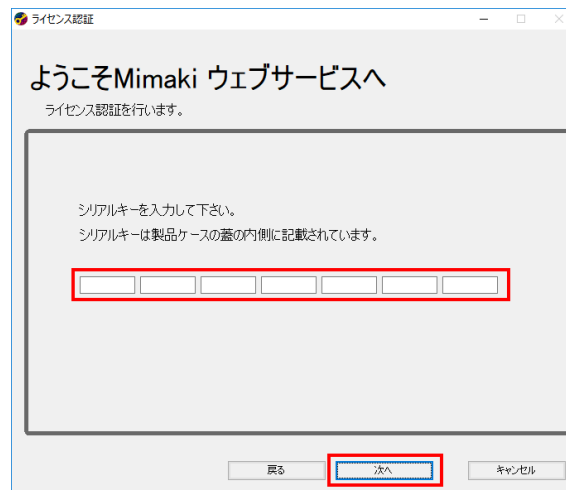 ライセンス認証
ようこそMimaki ウェブサービスへ
ライセンス認証を行います。
シリアルキーを入力して下さい。
シリアルキーは製品ケースの蓋の内側に記載されています。
戻る 次へ キャンセル